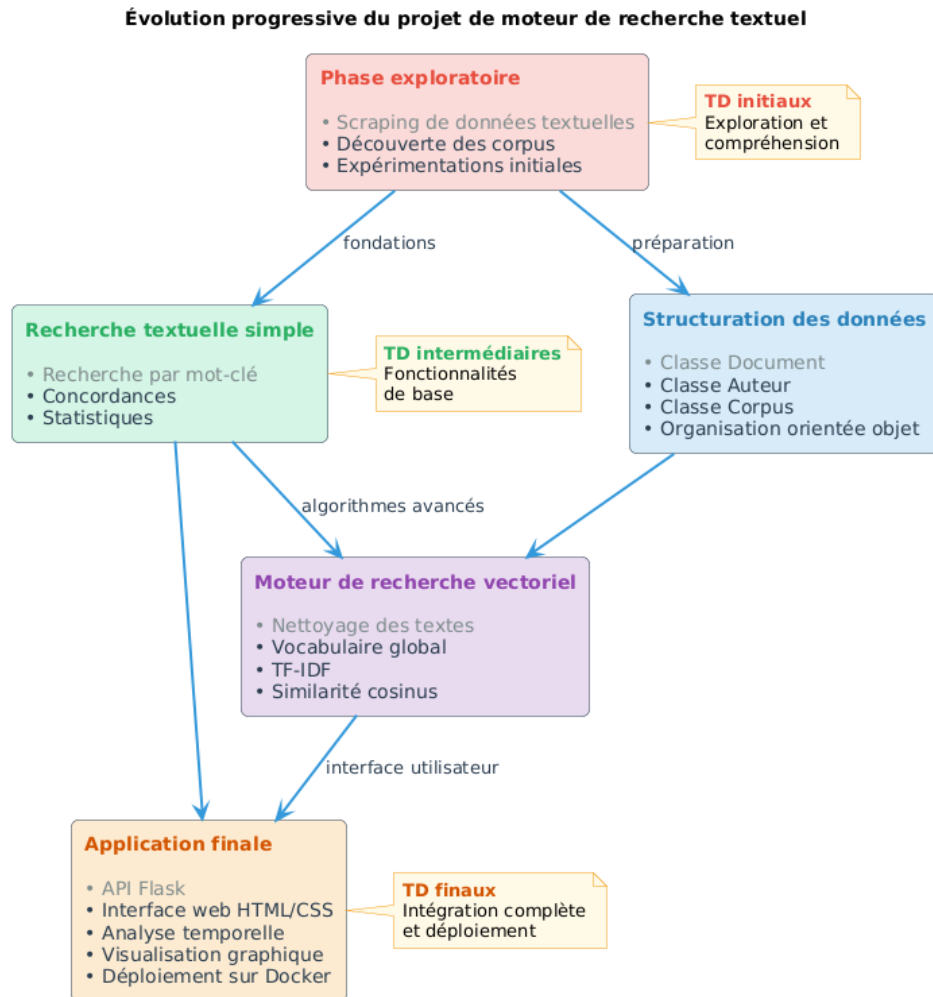 Évolution progressive du projet de moteur de recherche textuel
Phase exploratoire
• Scraping de données textuelles
• Découverte des corpus
• Expérimentations initiales
TD initiaux
Exploration et
compréhension
fondations
préparation
Recherche textuelle simple
• Recherche par mot-clé
• Concordances
• Statistiques
TD intermédiaires
Fonctionnalités
de base
Structuration des données
• Classe Document
• Classe Auteur
• Classe Corpus
• Organisation orientée objet
algorithmes avancés
Moteur de recherche vectoriel
• Nettoyage des textes
• Vocabulaire global
• TF-IDF
• Similarité cosinus
interface utilisateur
Application finale
• API Flask
• Interface web HTML/CSS
• Analyse temporelle
• Visualisation graphique
• Déploiement sur Docker
TD finaux
Intégration complète
et déploiement